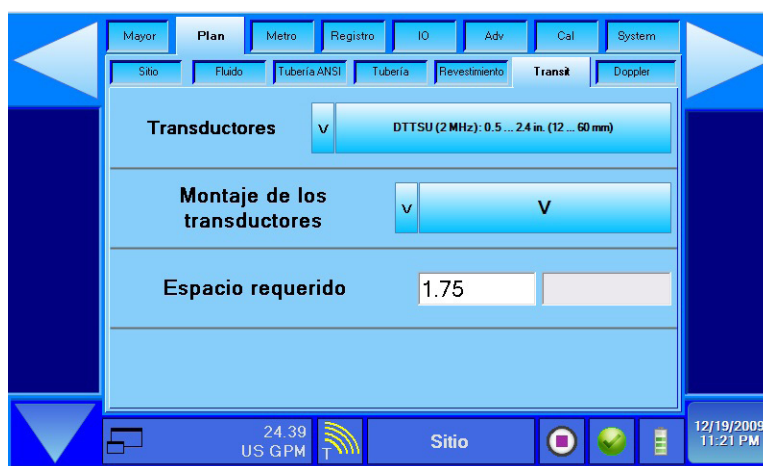 Mayor Plan Metro Registro IO Adv Cal System
Sitio Fluido Tubería ANSI Tubería Revestimiento Transit Doppler
Transductores v DTTSU (2 MHz): 0.5 ... 2.4 in. (12 ... 60 mm)
Montaje de los
transductores v V
Espacio requerido 1.75
24.39
US GPM T Sitio
12/19/2009
11:21 PM